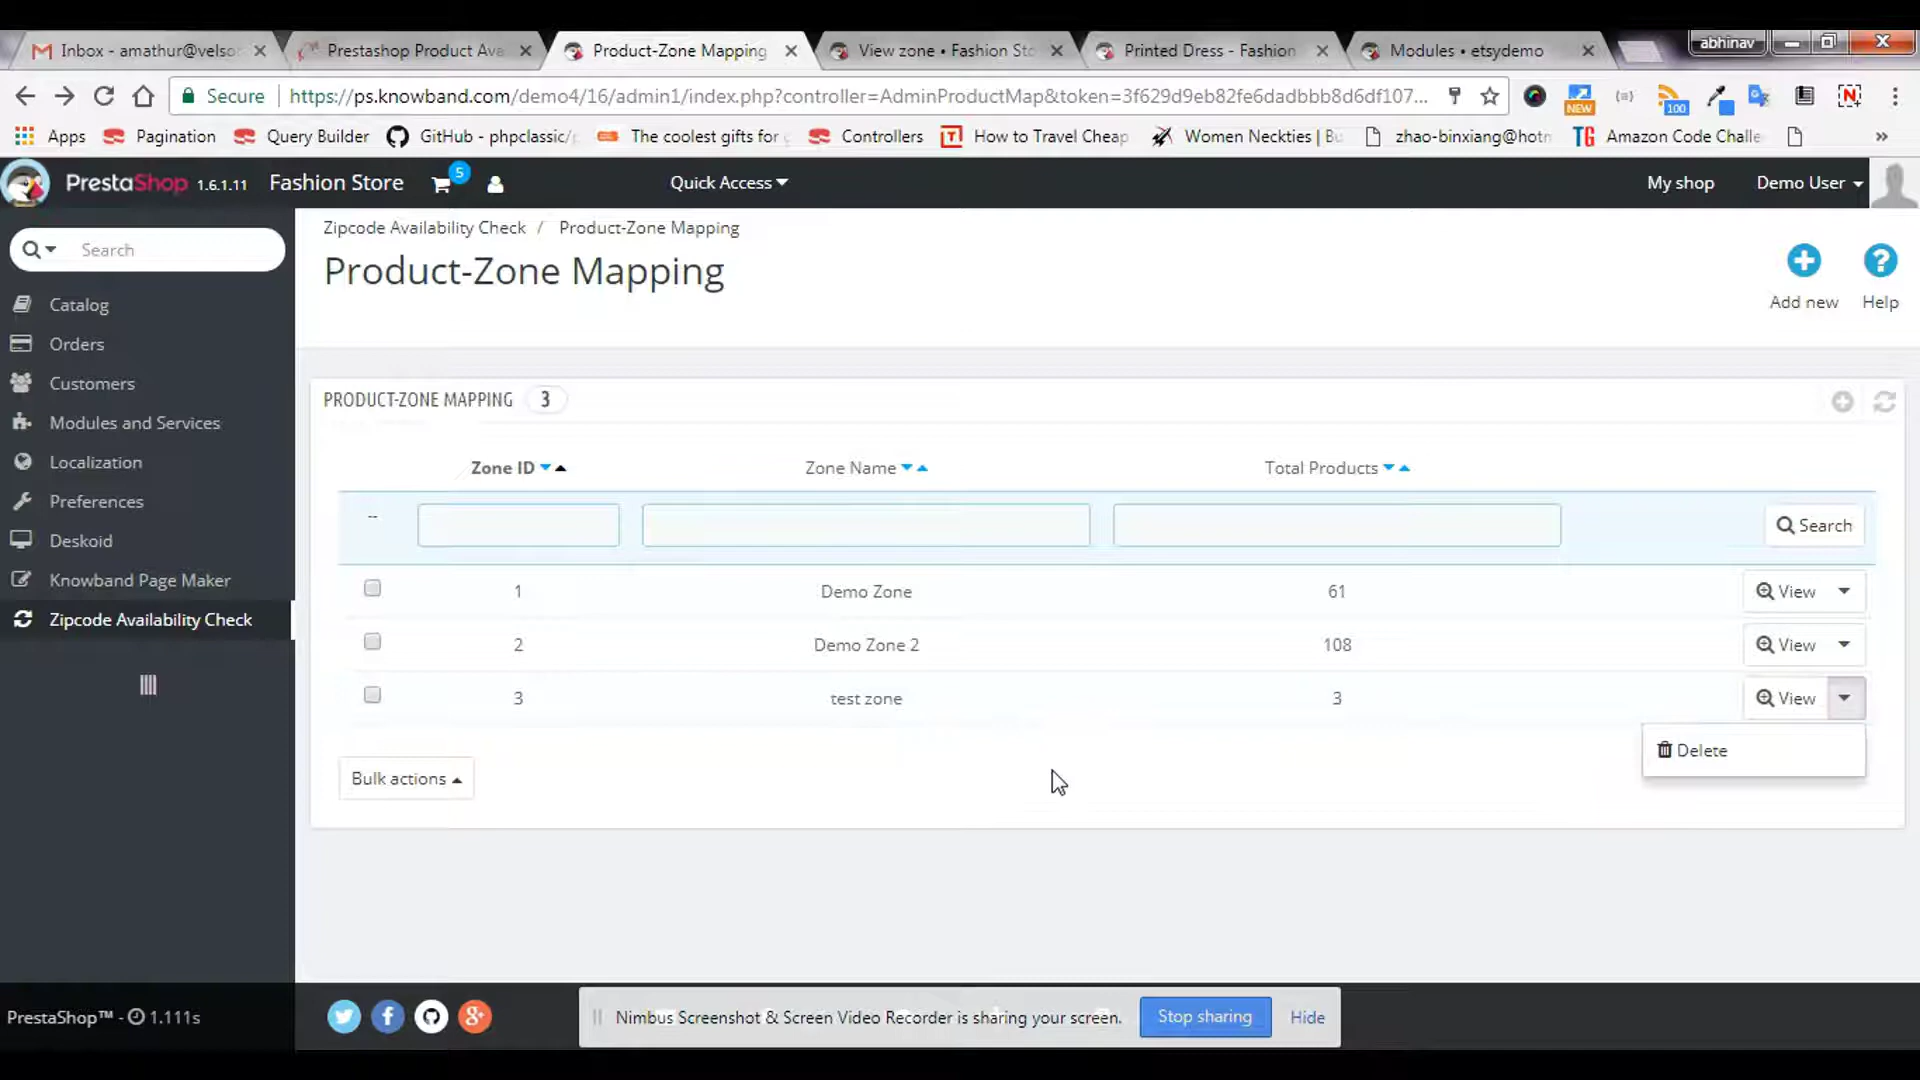 Inbox - amathur@velso
Prestashop Product Ava
Product-Zone Mapping
View zone • Fashion Sto
Printed Dress - Fashion
Modules • etsydemo
abhinav
Secure
https://ps.knowband.com/demo4/16/admin1/index.php?controller=AdminProductMap&token=3f629d9eb82fe6dadbbb8d6df107...
NEW
100
Apps
Pagination
Query Builder
GitHub - phpclassic/
The coolest gifts for
Controllers
How to Travel Cheap
Women Neckties | Bu
zhao-binxiang@hotm
TG Amazon Code Challe
»
PrestaShop 1.6.1.11
Fashion Store
5
Quick Access
My shop
Demo User
Search
Catalog
Orders
Customers
Modules and Services
Localization
Preferences
Deskoid
Knowband Page Maker
Zipcode Availability Check
Zipcode Availability Check / Product-Zone Mapping
Product-Zone Mapping
Add new
Help
PRODUCT-ZONE MAPPING 3
Zone ID Zone Name Total Products
-- Search
1 Demo Zone 61 View
2 Demo Zone 2 108 View
3 test zone 3 View
Delete
Bulk actions
PrestaShop™ - 1.111s
Nimbus Screenshot & Screen Video Recorder is sharing your screen.
Stop sharing
Hide